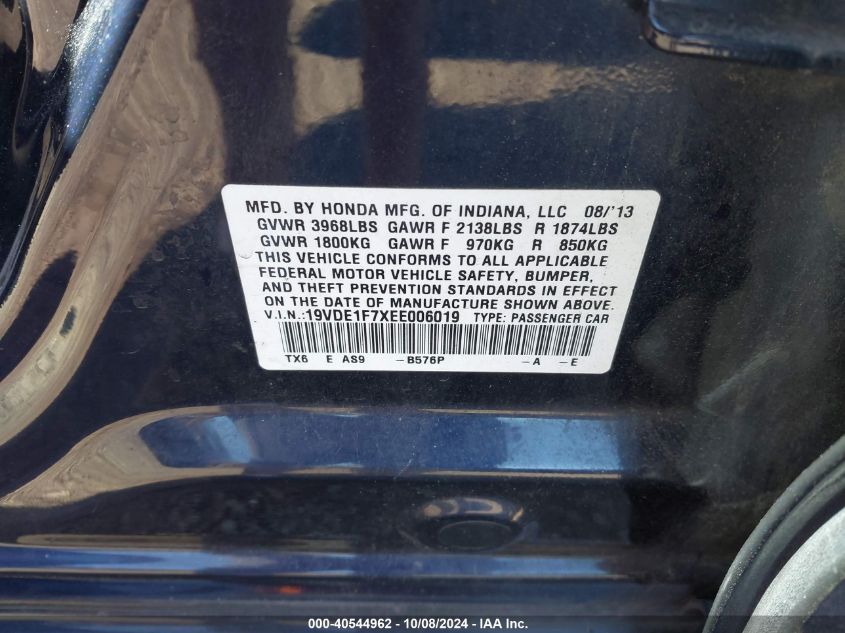 MFD. BY HONDA MFG. OF INDIANA, LLC 08/'13
GVWR 3968LBS GAWR F 2138LBS R 1874LBS
GVWR 1800KG GAWR F 970KG R 850KG
THIS VEHICLE CONFORMS TO ALL APPLICABLE
FEDERAL MOTOR VEHICLE SAFETY, BUMPER,
AND THEFT PREVENTION STANDARDS IN EFFECT
ON THE DATE OF MANUFACTURE SHOWN ABOVE.
V.I.N.:19VDE1F7XEE006019 TYPE: PASSENGER CAR
TX6 E AS9 -B576P -A -E
000-40544962 - 10/08/2024 - IAA Inc.